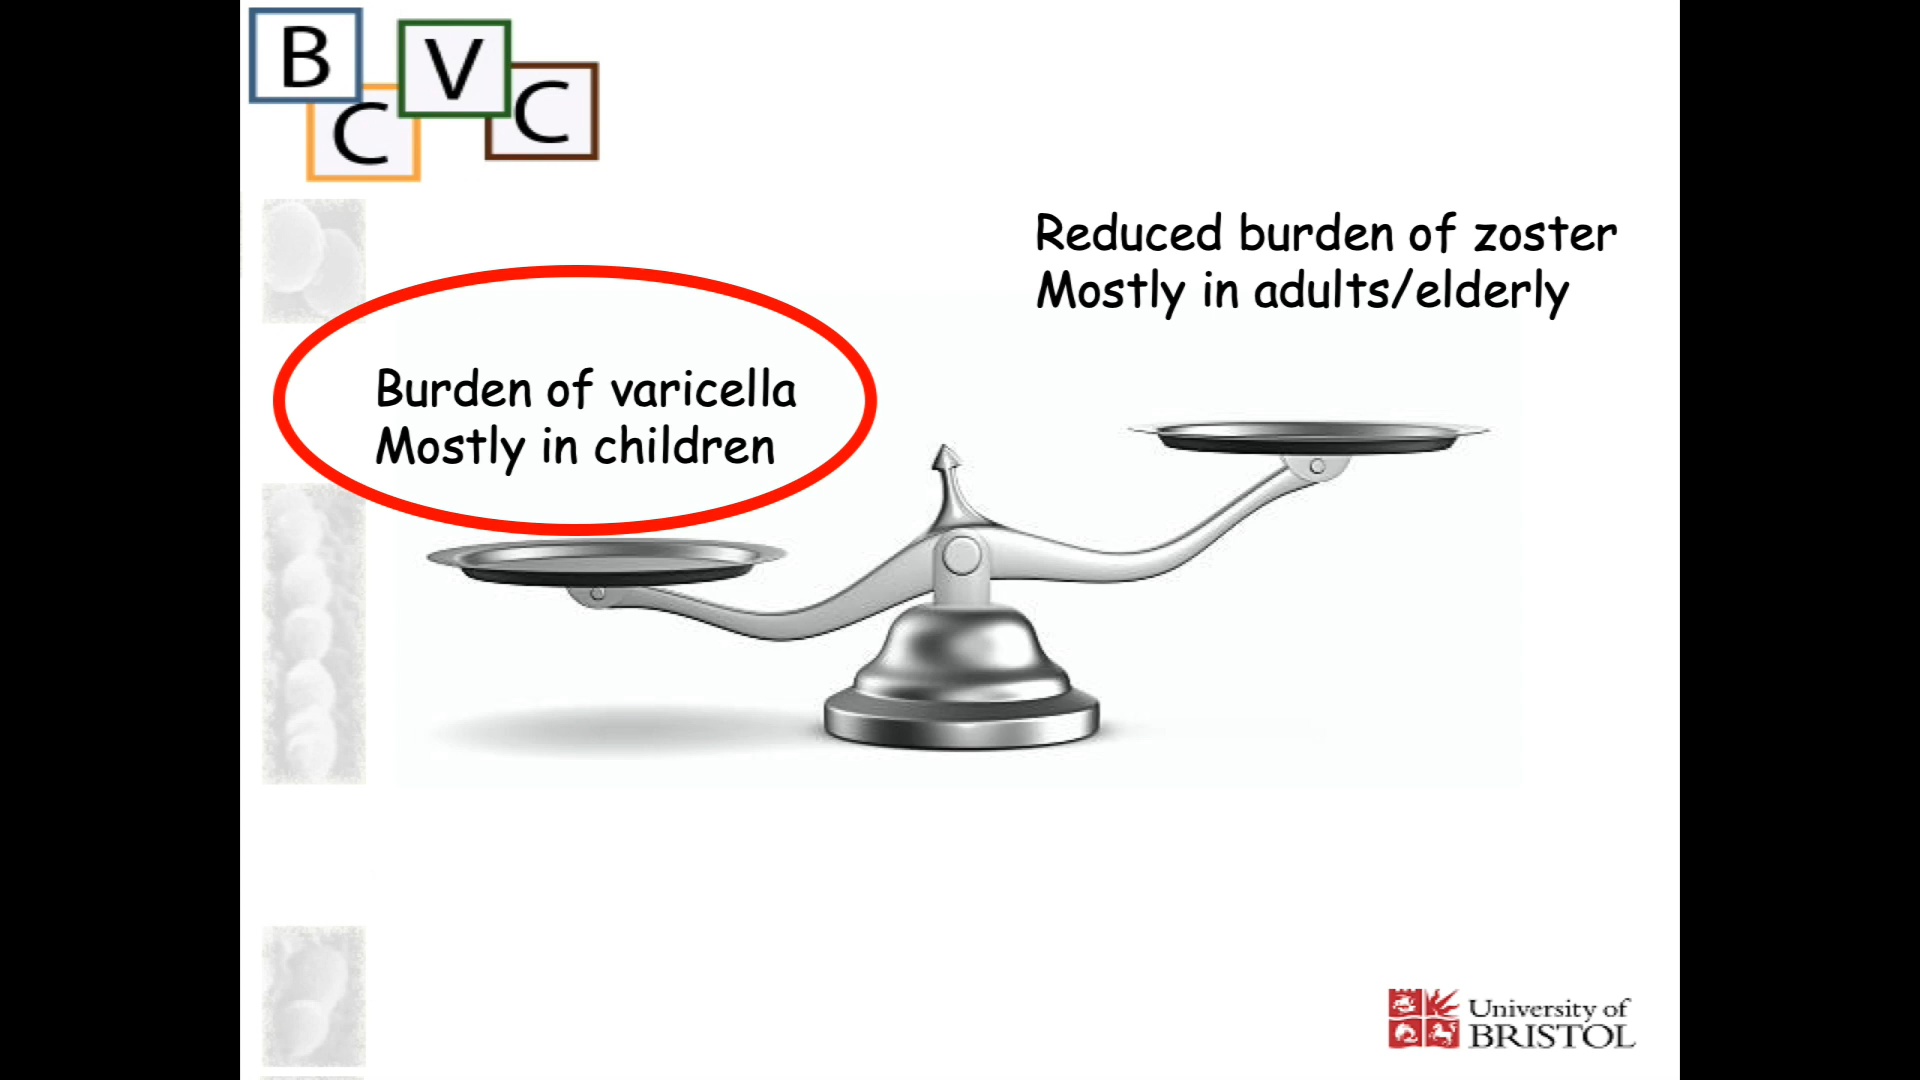 B C V C
Reduced burden of zoster
Mostly in adults/elderly
Burden of varicella
Mostly in children
University of
BRISTOL